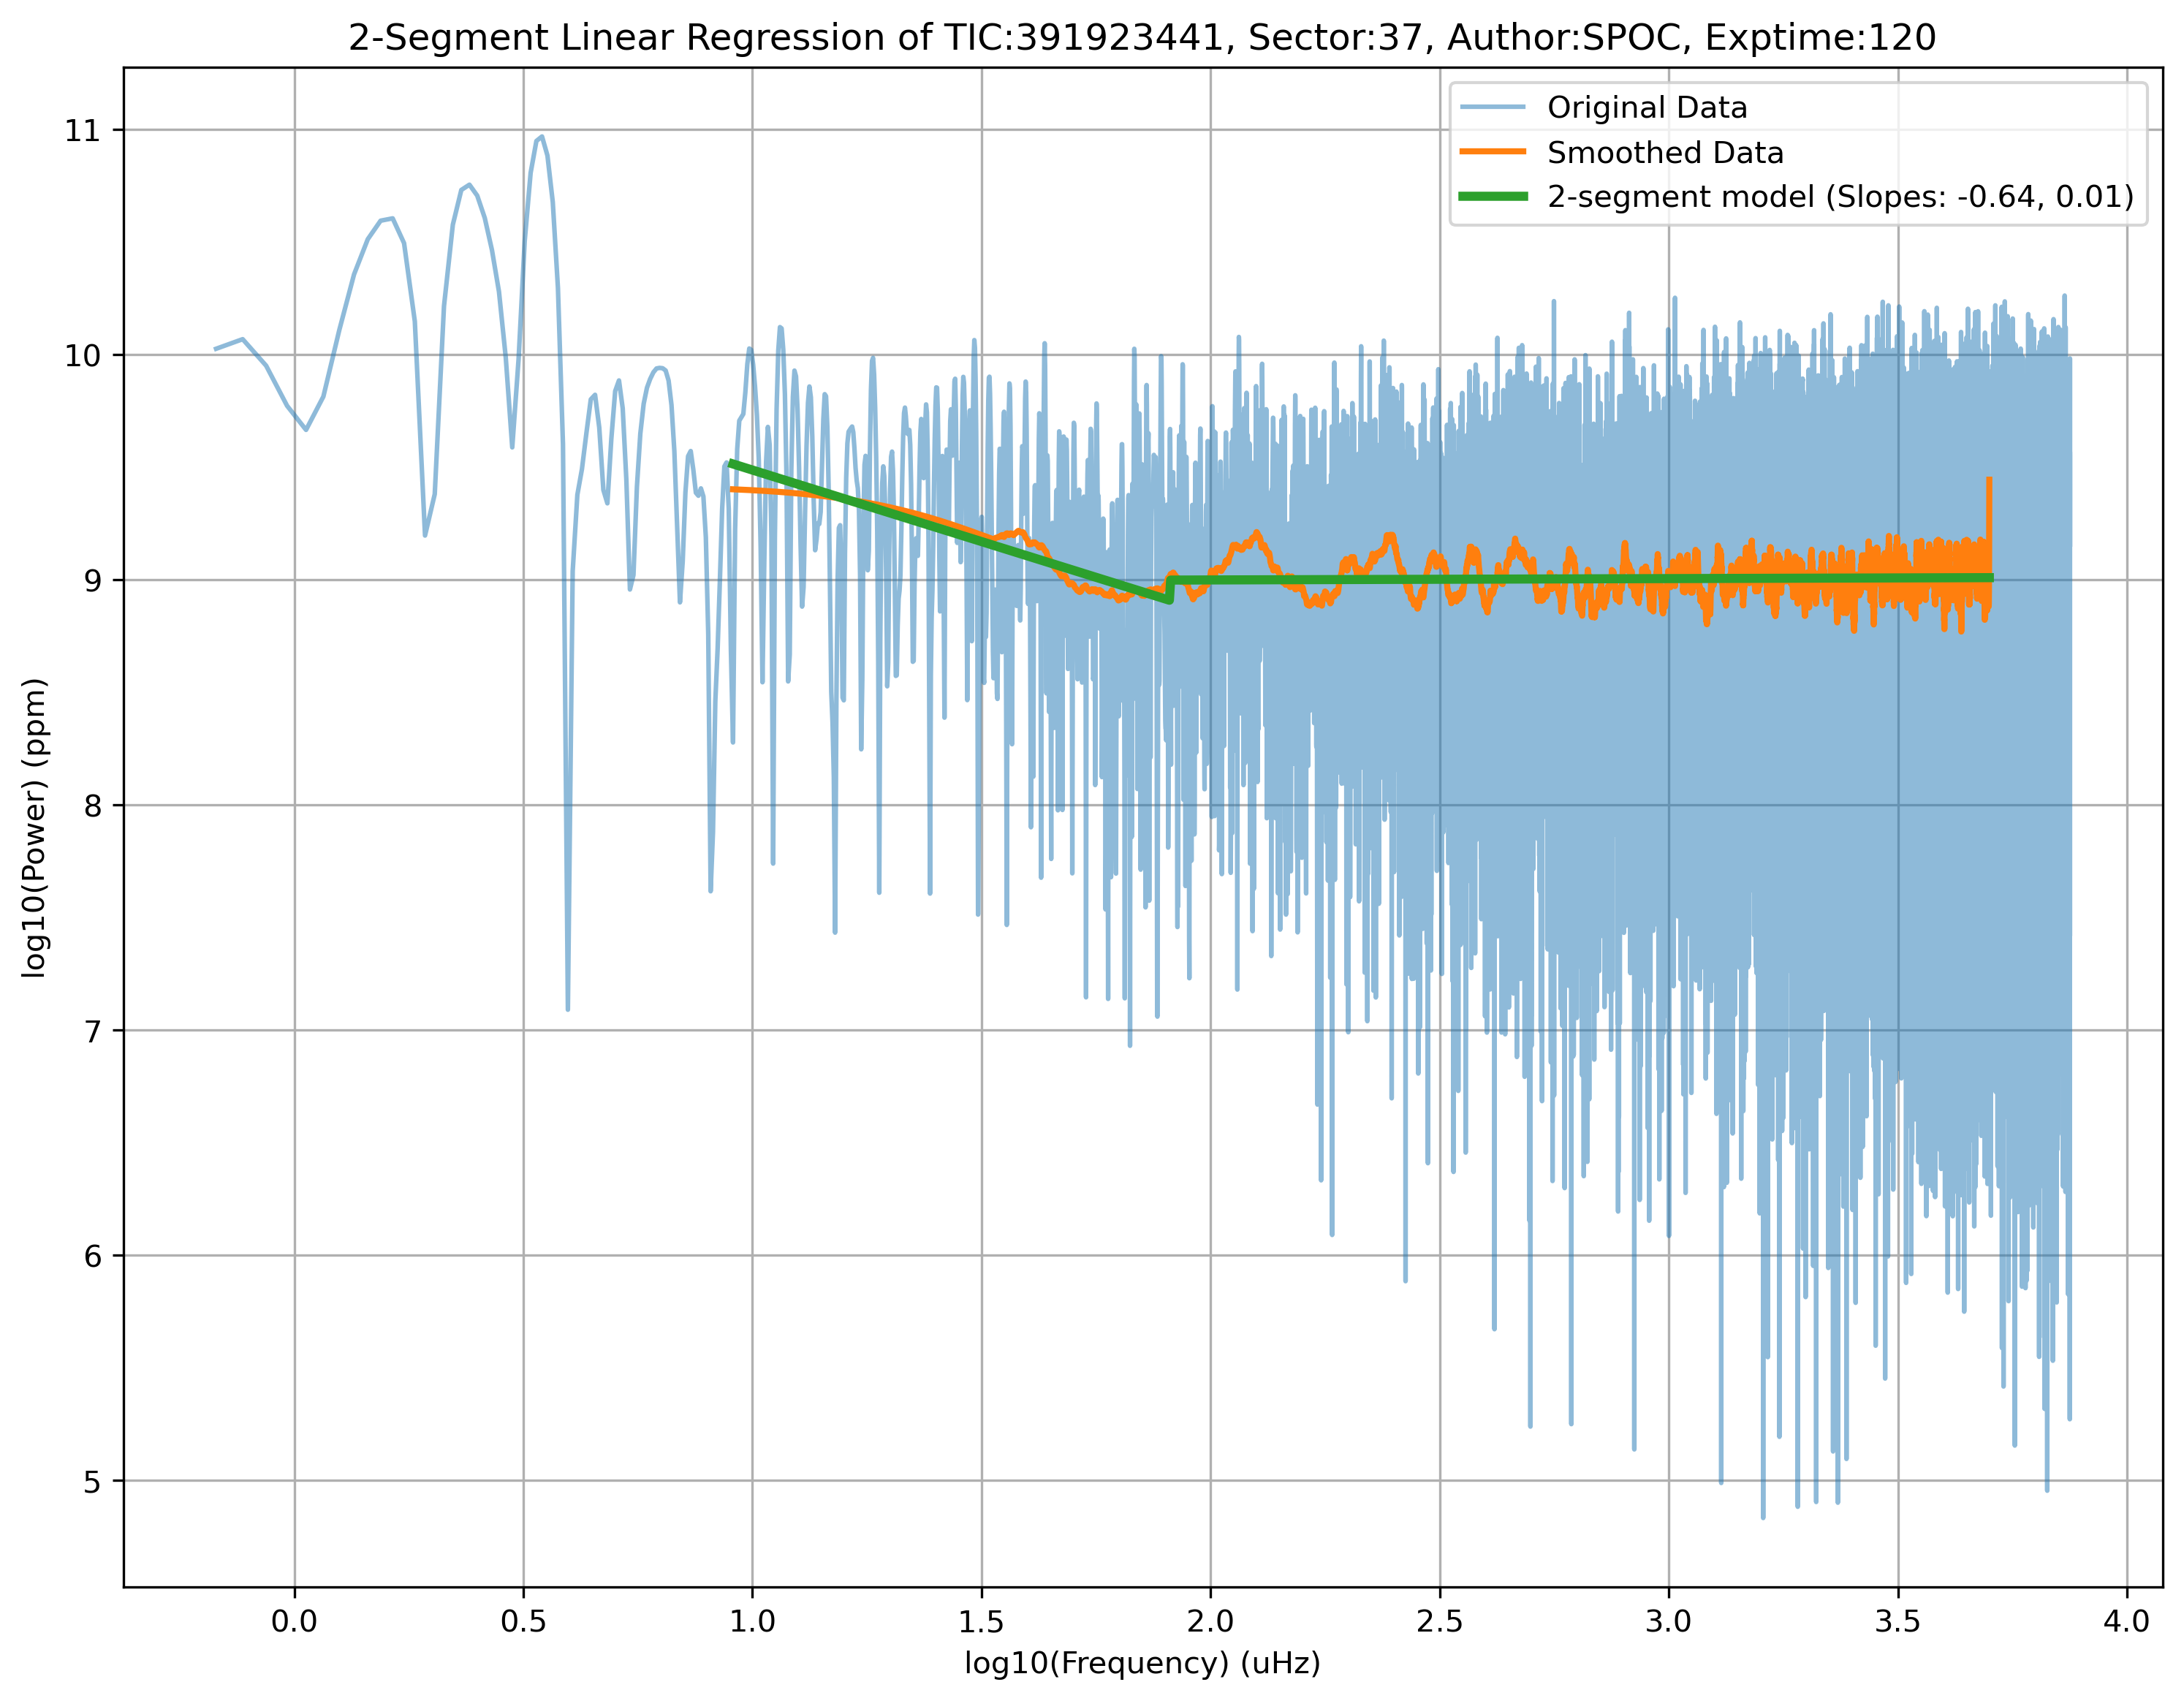 2-Segment Linear Regression of TIC:391923441, Sector:37, Author:SPOC, Exptime:120
Original Data
Smoothed Data
2-segment model (Slopes: -0.64, 0.01)
log10(Power) (ppm)
11
10
9
8
7
6
5
0.0 0.5 1.0 1.5 2.0 2.5 3.0 3.5 4.0
log10(Frequency) (uHz)